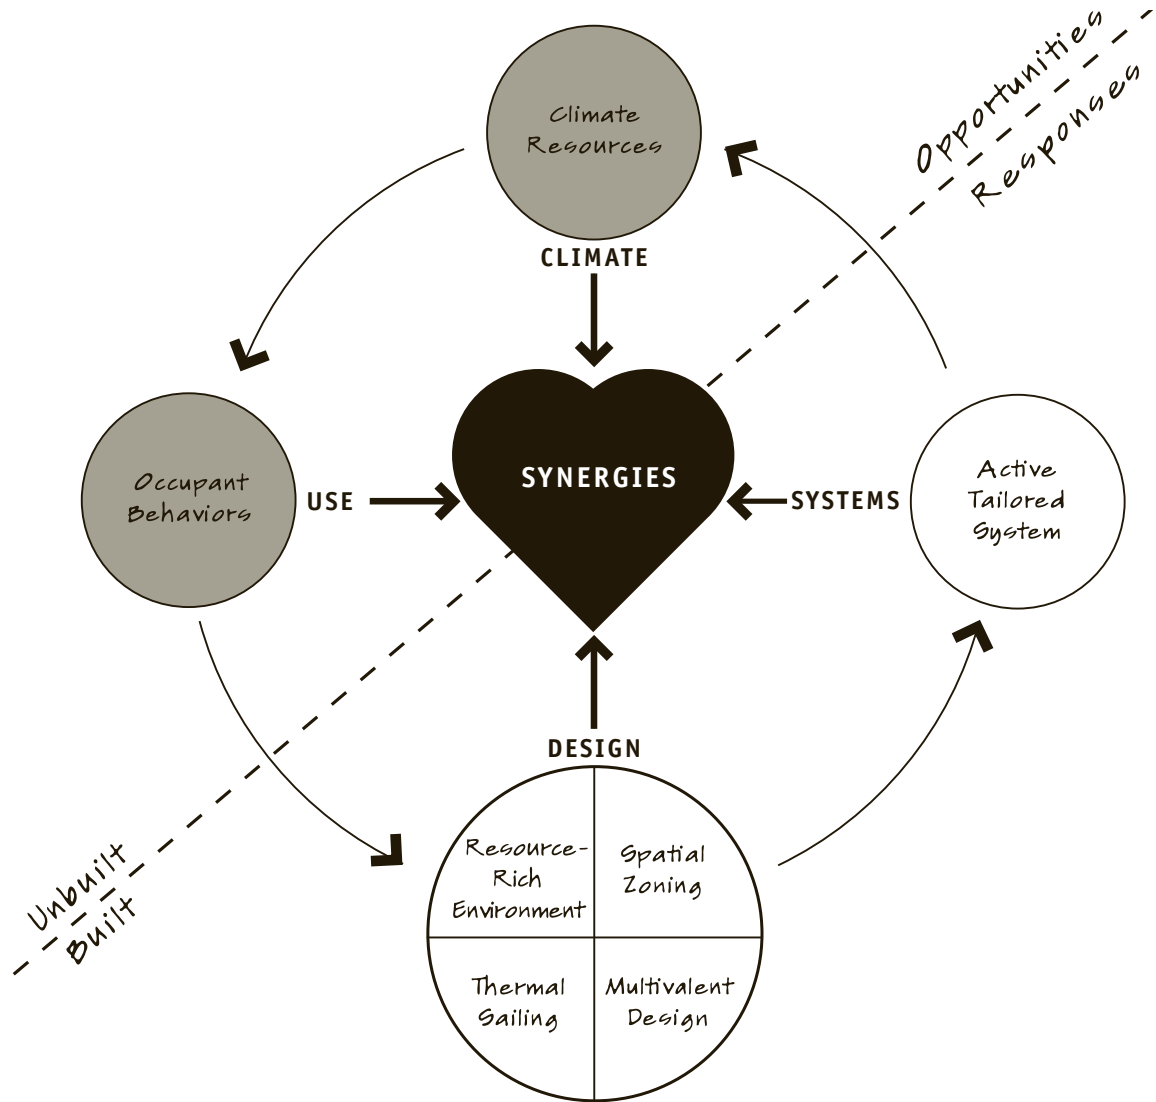 Climate
Resources
Opportunities
Responses
CLIMATE
SYNERGIES
Occupant
Behaviors
USE
SYSTEMS
Active
Tailored
System
DESIGN
Unbuilt
Built
Resource-
Rich
Environment
Spatial
Zoning
Thermal
Sailing
Multivalent
Design